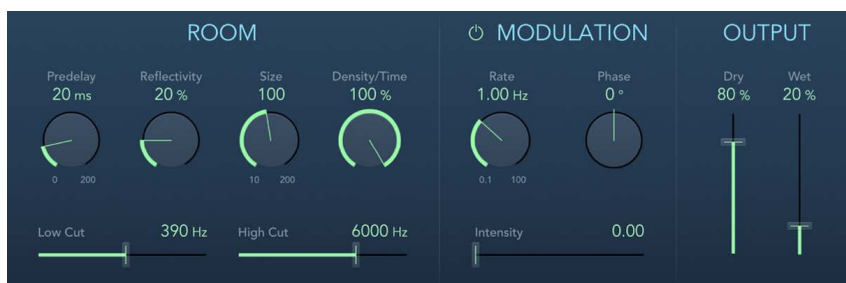 ROOM
MODULATION
OUTPUT
Predelay
20 ms
Reflectivity
20 %
Size
100
Density/Time
100 %
Rate
1.00 Hz
Phase
0 °
Dry
80 %
Wet
20 %
0 200
10 200
0.1 100
Low Cut 390 Hz
High Cut 6000 Hz
Intensity 0.00